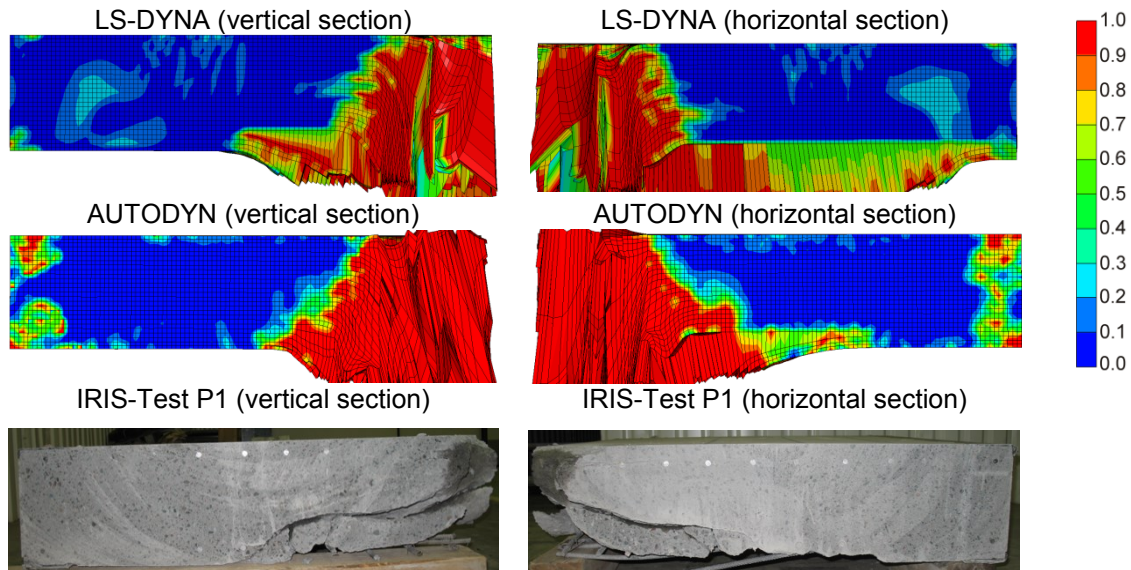 LS-DYNA (vertical section)
LS-DYNA (horizontal section)
1.0
0.9
0.8
0.7
0.6
0.5
0.4
0.3
0.2
0.1
0.0
AUTODYN (vertical section)
AUTODYN (horizontal section)
IRIS-Test P1 (vertical section)
IRIS-Test P1 (horizontal section)